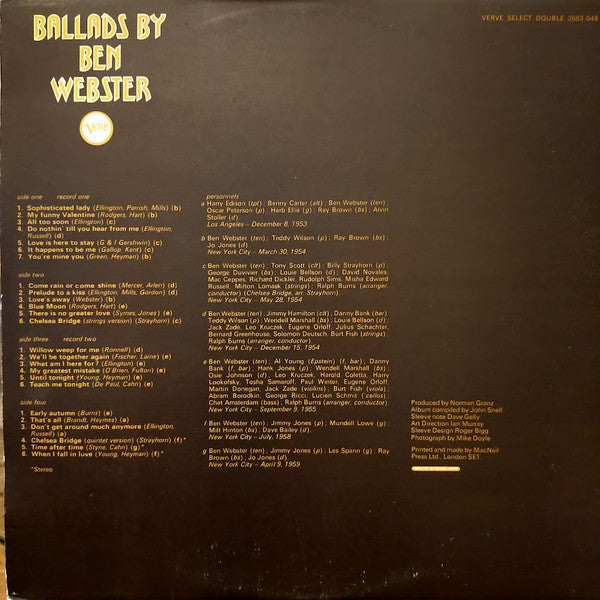 BALLADS BY
BEN
WEBSTER
VERVE SELECT DOUBLE 2683 049
Verve
side one record one
1. Sophisticated lady (Ellington, Parrish, Mills) (b)
2. My funny Valentine (Rodgers, Hart) (b)
3. All too soon (Ellington) (c)
4. Do nothin' till you hear from me (Ellington,
Russell) (d)
5. Love is here to stay (G & I Gershwin) (c)
6. It happens to be me (Gallop, Kent) (c)
7. You're mine you (Green, Heyman) (b)
side two
1. Come rain or come shine (Mercer, Arlen) (d)
2. Prelude to a kiss (Ellington, Mills, Gordon) (d)
3. Love's away (Webster) (b)
4. Blue Moon (Rodgers, Hart) (e)
5. There is no greater love (Symes, Jones) (e)
6. Chelsea Bridge (strings version) (Strayhorn) (c)
side three record two
1. Willow weep for me (Ronnell) (d)
2. We'll be together again (Fischer, Laine) (e)
3. What am I here for? (Ellington) (e)
4. My greatest mistake (O'Brien, Fulton) (e)
5. Until tonight (Young, Heyman) (e)
6. Teach me tonight (De Paul, Cahn) (e)
side four
1. Early autumn (Burns) (e)
2. That's all (Brandt, Haymes) (a)
3. Don't get around much anymore (Ellington,
Russell) (a)
4. Chelsea Bridge (quintet version) (Strayhorn) (f)*
5. Time after time (Styne, Cahn) (g)*
6. When I fall in love (Young, Heyman) (f)*
*Stereo
personnels
a Harry Edison (tpt); Benny Carter (alt); Ben Webster (ten);
Oscar Peterson (p); Herb Ellis (g); Ray Brown (bs); Alvin
Stoller (d)
Los Angeles – December 8, 1953
b Ben Webster (ten); Teddy Wilson (p); Ray Brown (bs);
Jo Jones (d)
New York City – March 30, 1954
c Ben Webster (ten); Tony Scott (clt); Billy Strayhorn (p);
George Duvivier (bs); Louie Bellson (d); David Novales,
Mac Ceppos, Richard Dickler, Rudolph Sims, Misha Edward
Russell, Milton Lomask (strings); Ralph Burns (arranger,
conductor) (Chelsea Bridge, arr. Strayhorn)
New York City – May 28, 1954
d Ben Webster (ten); Jimmy Hamilton (clt); Danny Bank (bar)
Teddy Wilson (p); Wendell Marshall (bs); Louie Bellson (d);
Jack Zade, Leo Kruczek, Eugene Orloff, Julius Schachter,
Bernard Greenhouse, Solomon Deutsch, Burt Fish (strings);
Ralph Burns (arranger, conductor)
New York City – December 15, 1954
e Ben Webster (ten); Al Young (Epstein) (f, bar); Danny
Bank (f, bar); Hank Jones (p); Wendell Marshall (bs);
Osie Johnson (d); Leo Kruczek, Harold Coletta, Harry
Lookofsky, Tosha Samaroff, Paul Winter, Eugene Orloff,
Martin Donegan, Jack Zade (violins); Burt Fish (viola);
Abram Borodkin, George Ricci, Lucien Schmit (cellos);
Chet Amsterdam (bass); Ralph Burns (arranger, conductor)
New York City – September 9, 1955
f Ben Webster (ten); Jimmy Jones (p); Mundell Lowe (g);
Milt Hinton (bs); Dave Bailey (d)
New York City – July, 1958
g Ben Webster (ten); Jimmy Jones (p); Les Spann (g); Ray
Brown (bs); Jo Jones (d)
New York City – April 9, 1959
Produced by Norman Granz
Album compiled by John Snell
Sleeve note Dave Gelly
Art Direction Ian Murray
Sleeve Design Roger Bigg
Photograph by Mike Doyle
Printed and made by MacNeil
Press Ltd., London SE1.